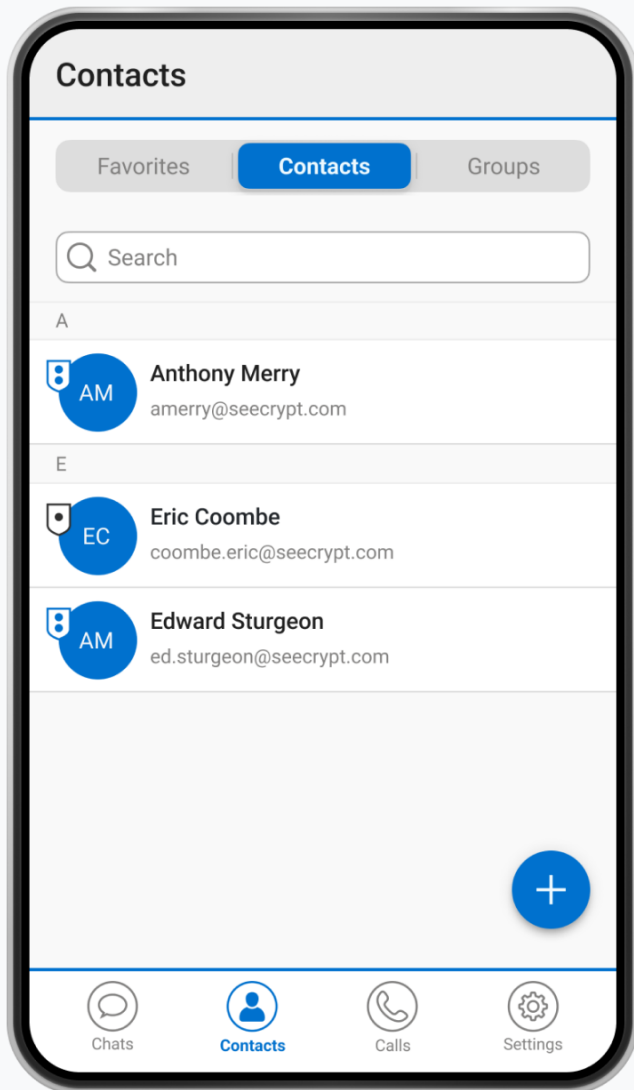 Contacts
Favorites Contacts Groups
Search
A
AM Anthony Merry
amerry@seecrypt.com
E
EC Eric Coombe
coombe.eric@seecrypt.com
AM Edward Sturgeon
ed.sturgeon@seecrypt.com
Chats Contacts Calls Settings